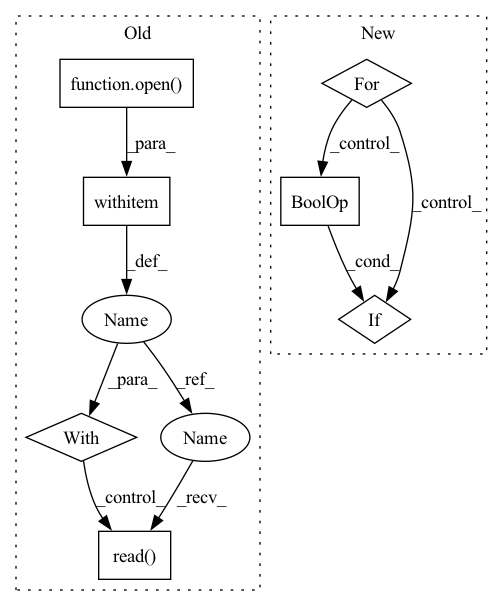 Old
New
function.open()
For
_para_
_control_
withitem
BoolOp
_control_
_def_
_cond_
Name
If
_para_
_ref_
With
Name
_control_
_recv_
read()